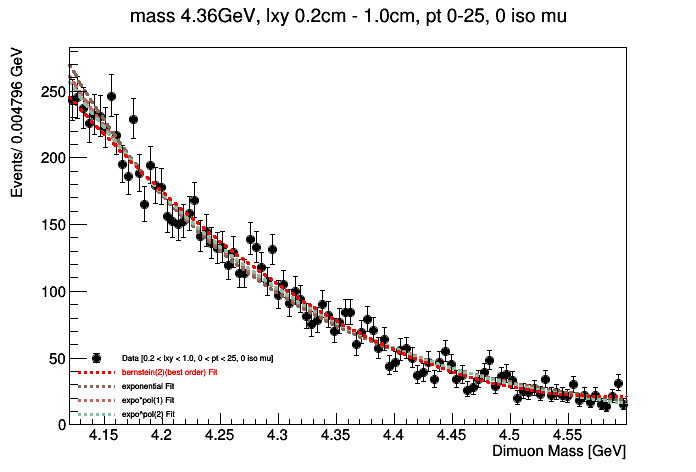 mass 4.36GeV, lxy 0.2cm - 1.0cm, pt 0-25, 0 iso mu
Events/ 0.004796 GeV
250
200
150
100
50
0
Data [0.2 < lxy < 1.0, 0 < pt < 25, 0 iso mu]
bernstein(2)(best order) Fit
exponential Fit
expo*pol(1) Fit
expo*pol(2) Fit
4.15 4.2 4.25 4.3 4.35 4.4 4.45 4.5 4.55
Dimuon Mass [GeV]